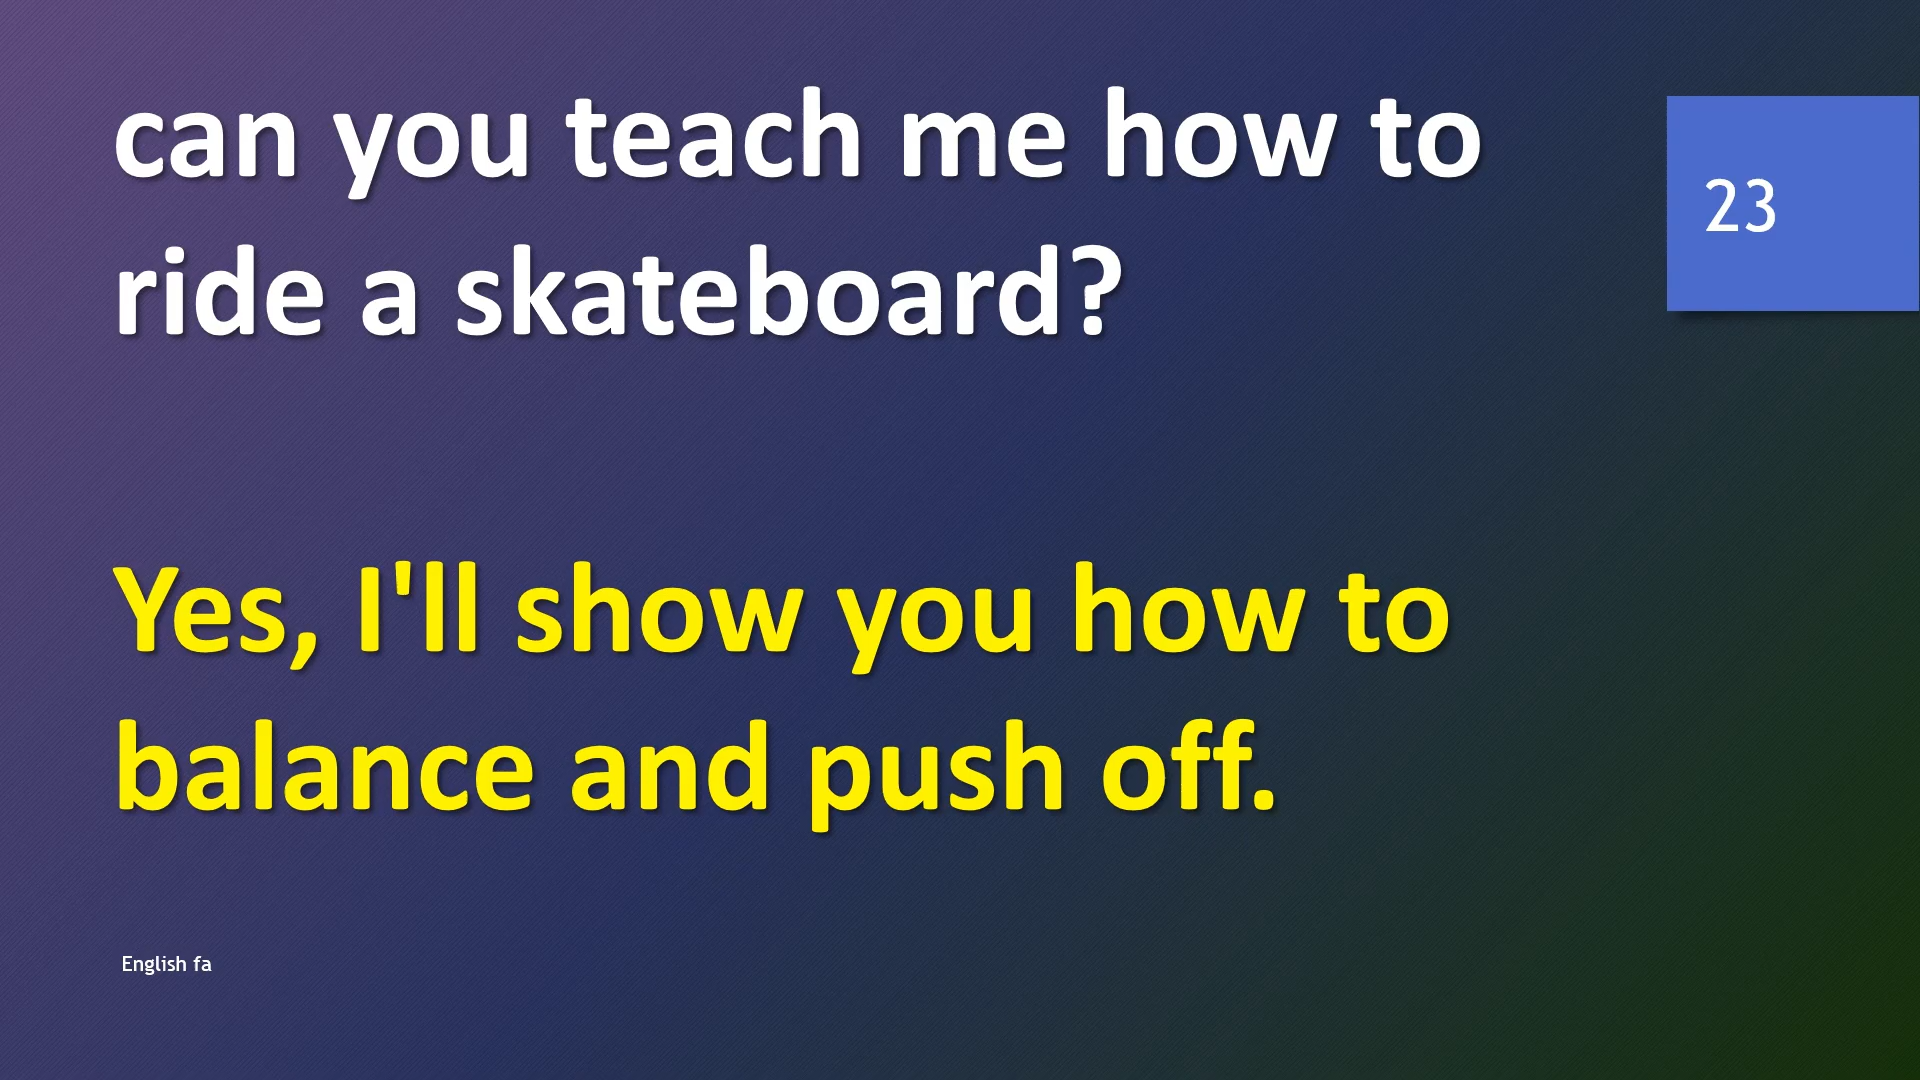 can you teach me how to
ride a skateboard?
23
Yes, I'll show you how to
balance and push off.
English fa